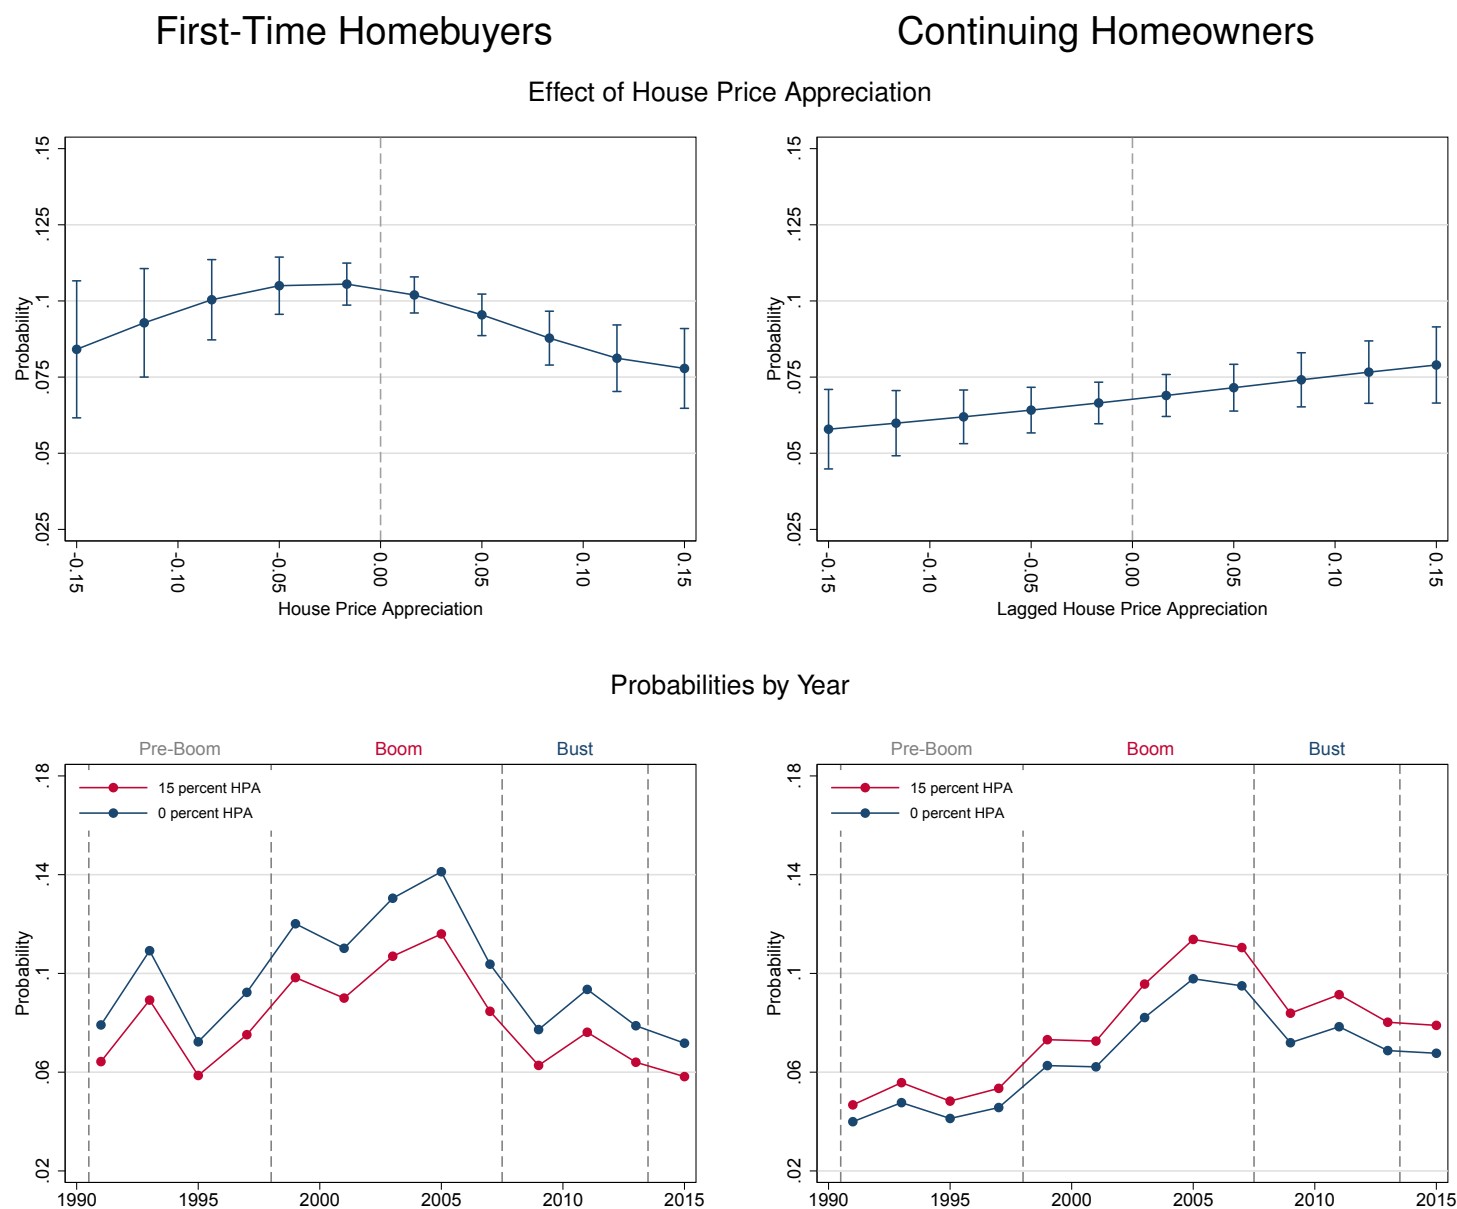 First-Time Homebuyers
Continuing Homeowners
Effect of House Price Appreciation
Probability
.15
.125
.1
.075
.05
.025
-0.15
-0.10
-0.05
0.00
0.05
0.10
0.15
House Price Appreciation
Probability
.15
.125
.1
.075
.05
.025
-0.15
-0.10
-0.05
0.00
0.05
0.10
0.15
Lagged House Price Appreciation
Probabilities by Year
Pre-Boom
Boom
Bust
15 percent HPA
0 percent HPA
Probability
.18
.14
.1
.06
.02
1990
1995
2000
2005
2010
2015
Pre-Boom
Boom
Bust
15 percent HPA
0 percent HPA
Probability
.18
.14
.1
.06
.02
1990
1995
2000
2005
2010
2015